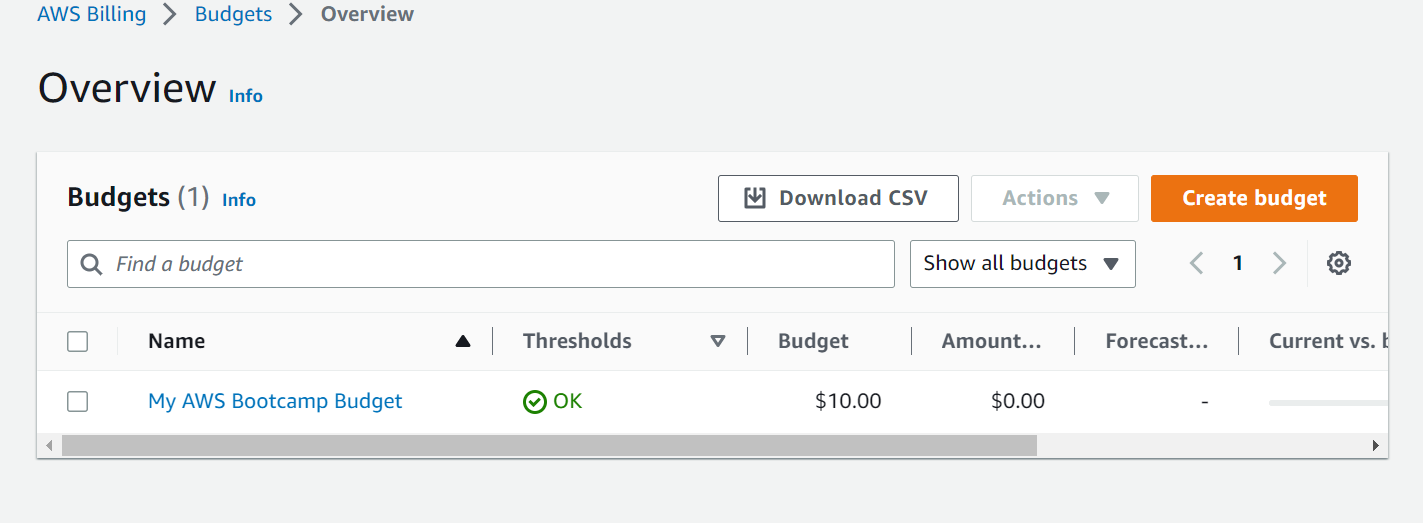 AWS Billing > Budgets > Overview
Overview Info
Budgets (1) Info Download CSV Actions Create budget
Find a budget Show all budgets 1
Name Thresholds Budget Amount... Forecast... Current vs.
My AWS Bootcamp Budget OK $10.00 $0.00 -